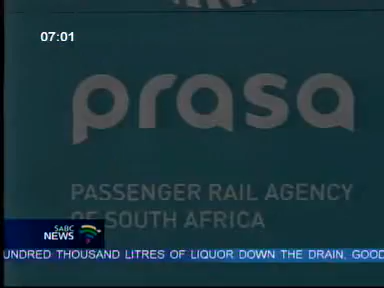 07:01
prasa
PASSENGER RAIL AGENCY
OF SOUTH AFRICA
SABC
NEWS
UNDRED THOUSAND LITRES OF LIQUOR DOWN THE DRAIN. GOOD